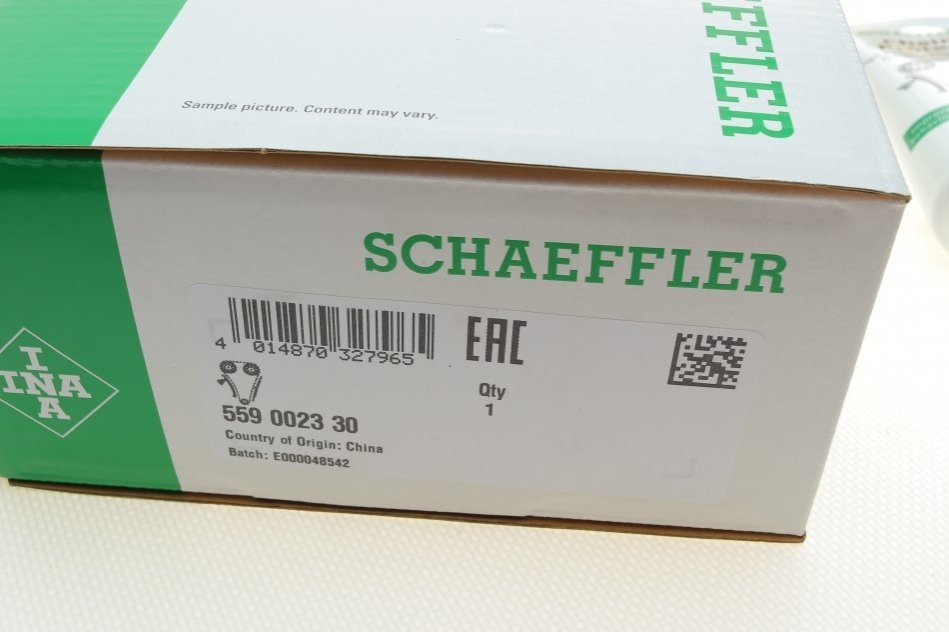 FFLER
Sample picture. Content may vary.
SCHAEFFLER
INA
INA
4 014870 327965
EAC
Qty
1
559 0023 30
Country of Origin: China
Batch: E000048542